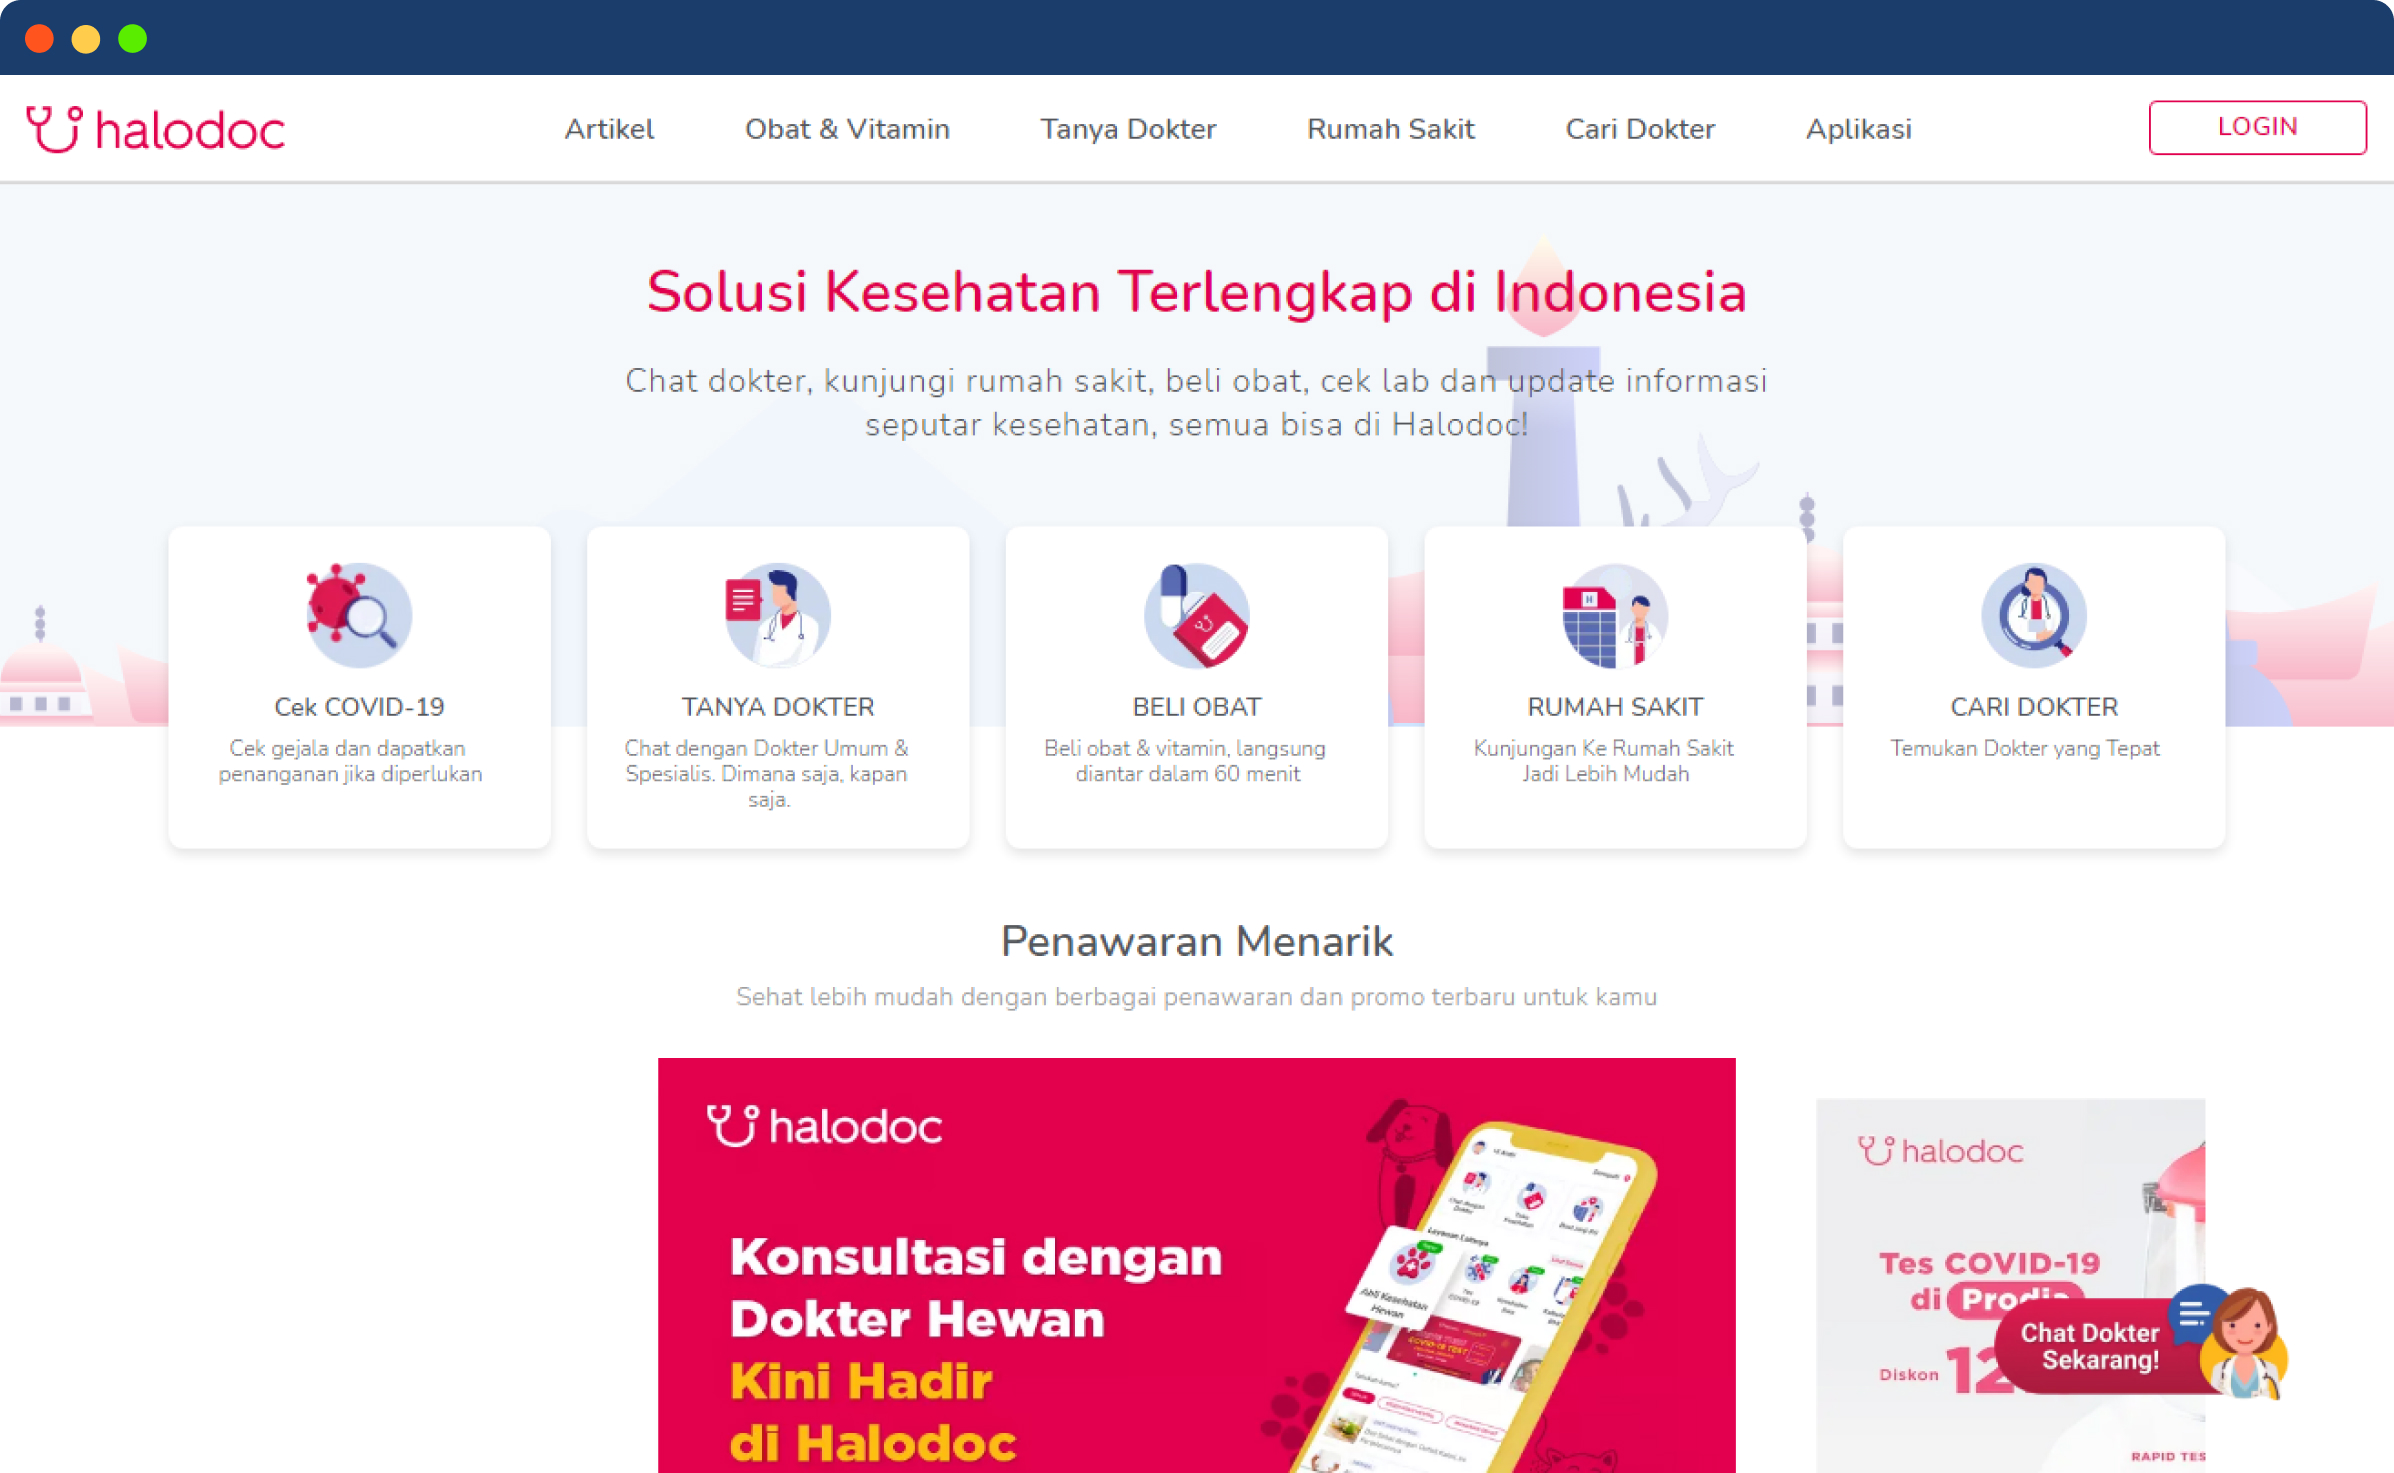 halodoc
Artikel
Obat & Vitamin
Tanya Dokter
Rumah Sakit
Cari Dokter
Aplikasi
LOGIN
Solusi Kesehatan Terlengkap di Indonesia
Chat dokter, kunjungi rumah sakit, beli obat, cek lab dan update informasi
seputar kesehatan, semua bisa di Halodoc!
Cek COVID-19
Cek gejala dan dapatkan
penanganan jika diperlukan
TANYA DOKTER
Chat dengan Dokter Umum &
Spesialis. Dimana saja, kapan
saja.
BELI OBAT
Beli obat & vitamin, langsung
diantar dalam 60 menit
H
RUMAH SAKIT
Kunjungan Ke Rumah Sakit
Jadi Lebih Mudah
CARI DOKTER
Temukan Dokter yang Tepat
Penawaran Menarik
Sehat lebih mudah dengan berbagai penawaran dan promo terbaru untuk kamu
halodoc
Konsultasi dengan
Dokter Hewan
Kini Hadir
di Halodoc
Layanan Lainnya
Ahli Kesehatan
Hewan
COVID-19 TEST
halodoc
Tes COVID-19
di Prodia
Diskon 12
RAPID TES
Chat Dokter
Sekarang!